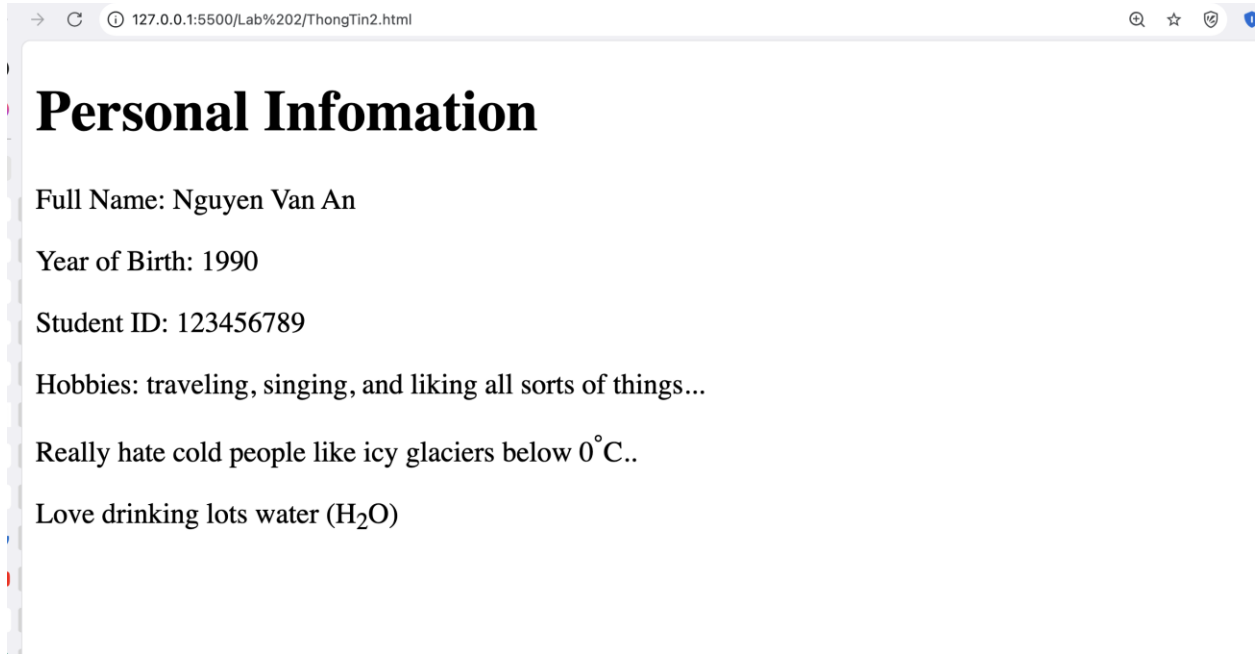 127.0.0.1:5500/Lab%202/ThongTin2.html
Personal Infomation
Full Name: Nguyen Van An
Year of Birth: 1990
Student ID: 123456789
Hobbies: traveling, singing, and liking all sorts of things...
Really hate cold people like icy glaciers below 0°C..
Love drinking lots water (H₂O)